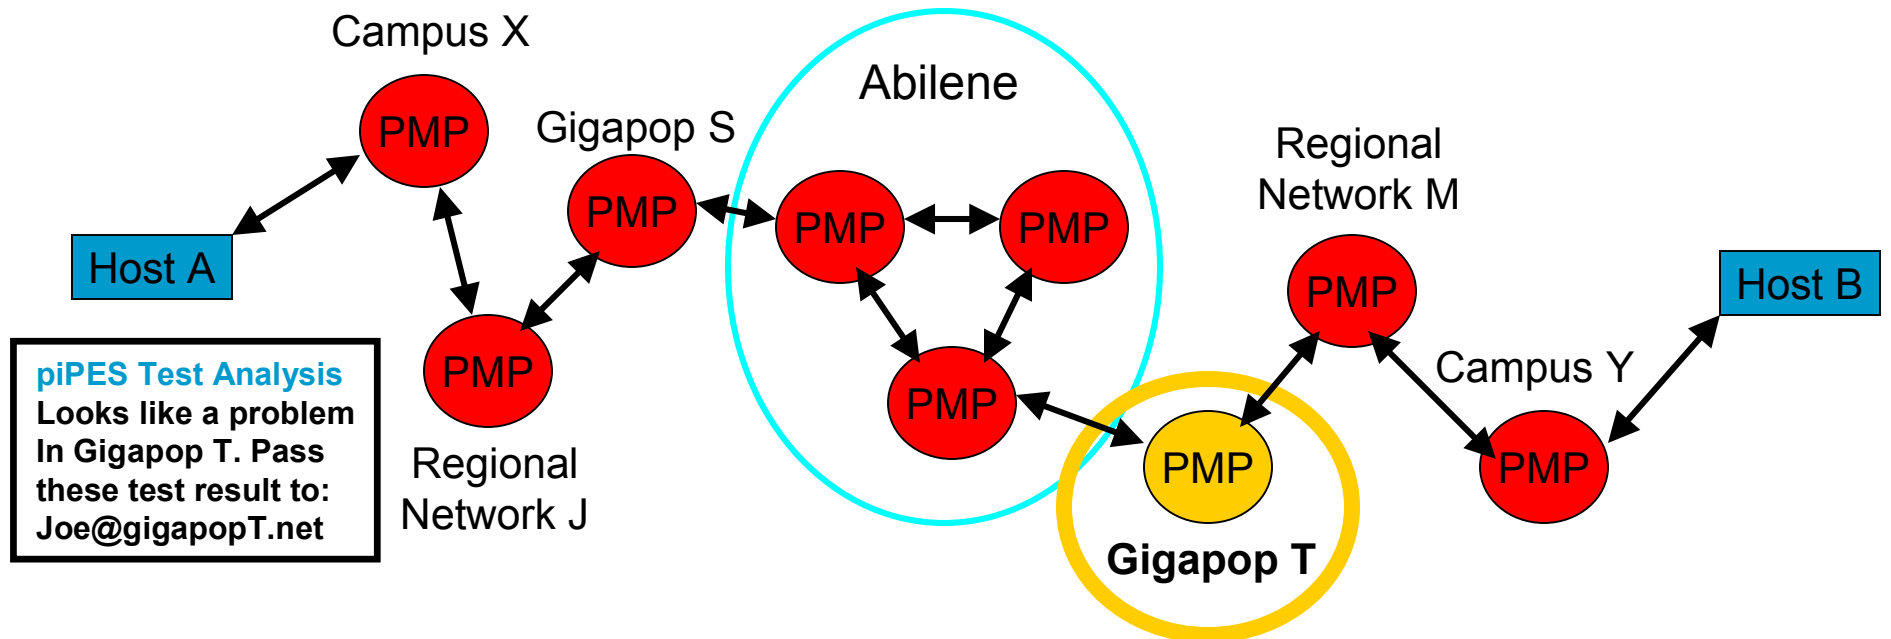 Campus X
PMP
Gigapop S
PMP
Abilene
PMP
PMP
PMP
Regional
Network M
PMP
Host A
Host B
PMP
Regional
Network J
Campus Y
PMP
PMP
Gigapop T
piPES Test Analysis
Looks like a problem
In Gigapop T. Pass
these test result to:
Joe@gigapopT.net